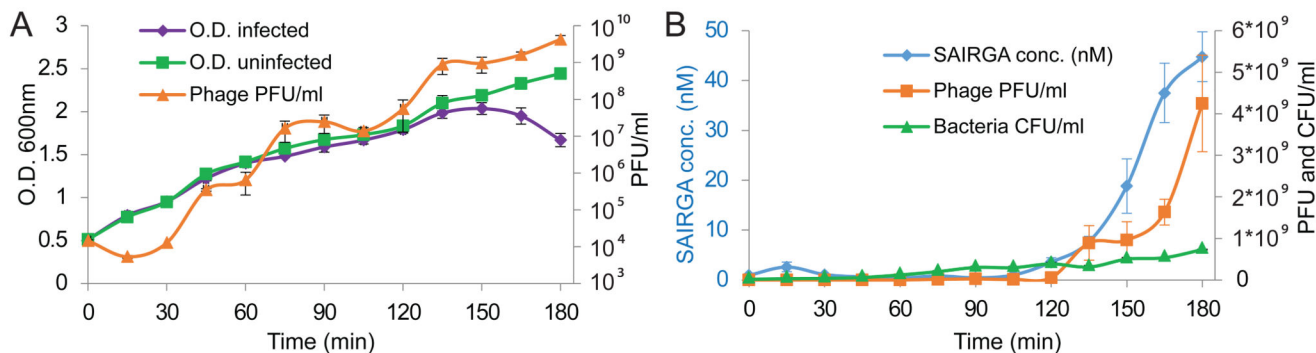 A
O.D. 600nm
3
2.5
2
1.5
1
0.5
0
O.D. infected
O.D. uninfected
Phage PFU/ml
10^10
10^9
10^8
10^7
10^6
10^5
10^4
10^3
PFU/ml
0 30 60 90 120 150 180
Time (min)
B
SAIRGA conc. (nM)
50
40
30
20
10
0
SAIRGA conc. (nM)
Phage PFU/ml
Bacteria CFU/ml
6*10^9
5*10^9
4*10^9
3*10^9
2*10^9
1*10^9
0
PFU and CFU/ml
0 30 60 90 120 150 180
Time (min)